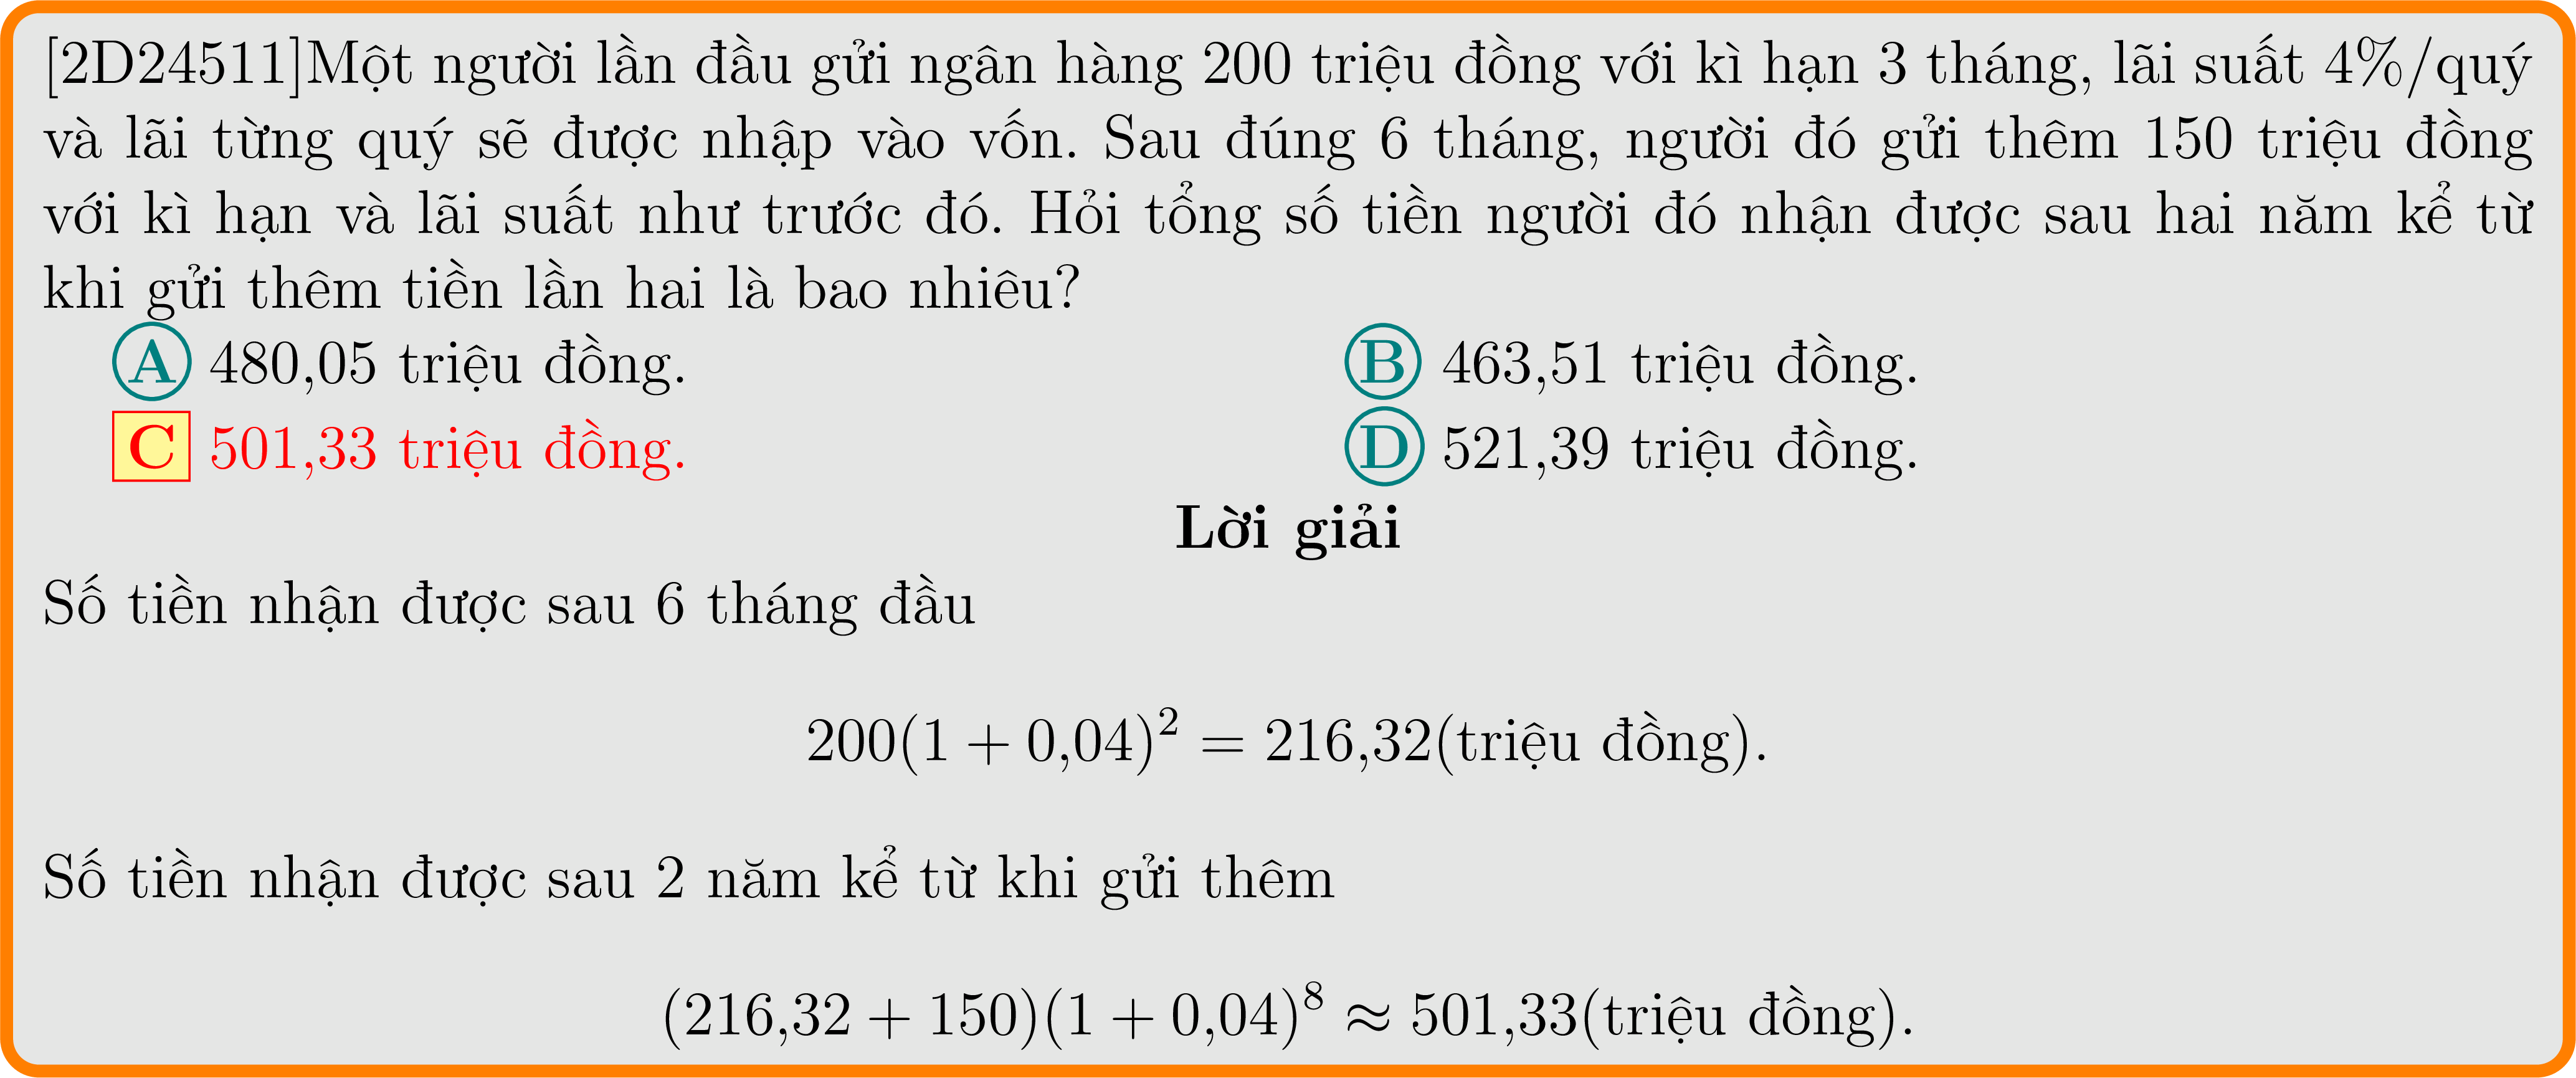 [2D24511]Một người lần đầu gửi ngân hàng 200 triệu đồng với kì hạn 3 tháng, lãi suất 4%/quý
và lãi từng quý sẽ được nhập vào vốn. Sau đúng 6 tháng, người đó gửi thêm 150 triệu đồng
với kì hạn và lãi suất như trước đó. Hỏi tổng số tiền người đó nhận được sau hai năm kể từ
khi gửi thêm tiền lần hai là bao nhiêu?
A 480,05 triệu đồng. B 463,51 triệu đồng.
C 501,33 triệu đồng. D 521,39 triệu đồng.
Lời giải
Số tiền nhận được sau 6 tháng đầu
200(1 + 0,04)² = 216,32(triệu đồng).
Số tiền nhận được sau 2 năm kể từ khi gửi thêm
(216,32 + 150)(1 + 0,04)⁸ ≈ 501,33(triệu đồng).